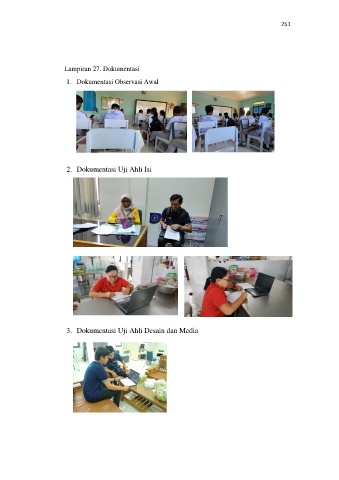 251
Lampiran 27. Dokumentasi
1. Dokumentasi Observasi Awal
2. Dokumentasi Uji Ahli Isi
3. Dokumentasi Uji Ahli Desain dan Media